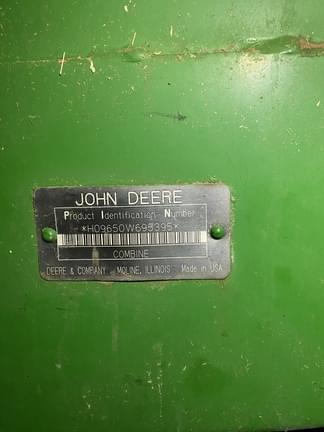 JOHN DEERE
Product Identification Number
*H09650W695395*
COMBINE
DEERE & COMPANY MOLINE, ILLINOIS Made in USA